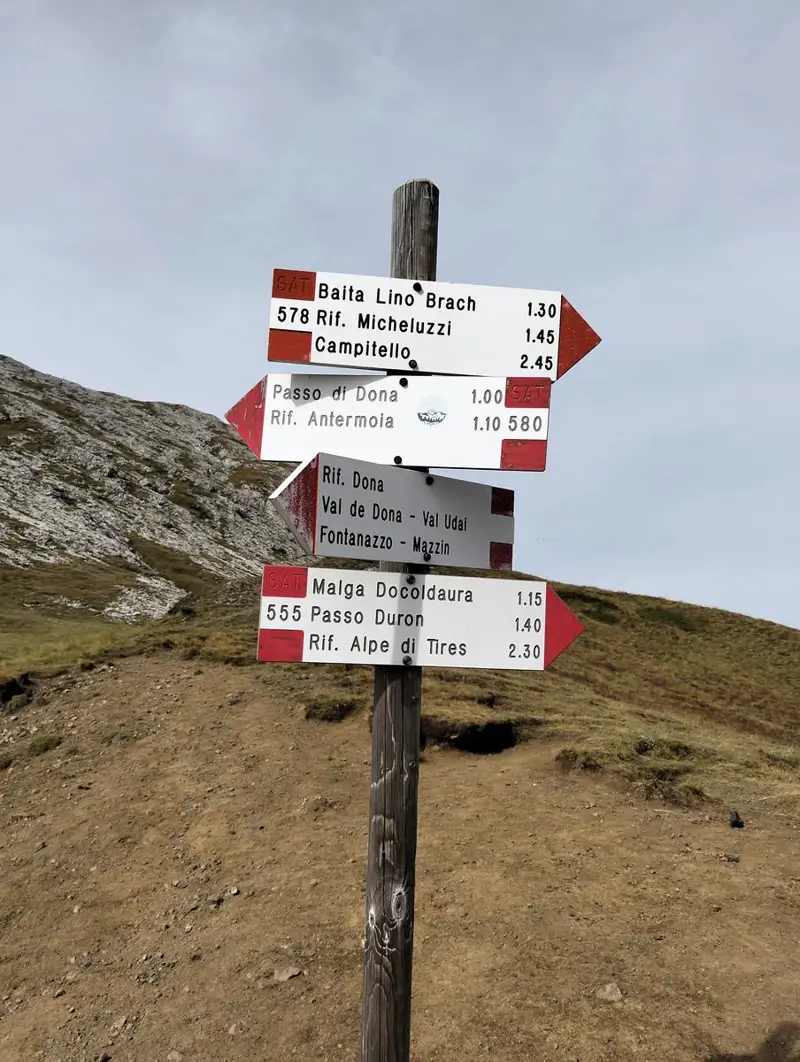 SAT Baita Lino Brach 1.30
578 Rif. Micheluzzi 1.45
Campitello 2.45
Passo di Dona 1.00 SAT
Rif. Antermoia 1.10 580
Rif. Dona
Val de Dona - Val Udai
Fontanazzo - Mazzin
SAT Malga Docoldaura 1.15
555 Passo Duron 1.40
Rif. Alpe di Tires 2.30